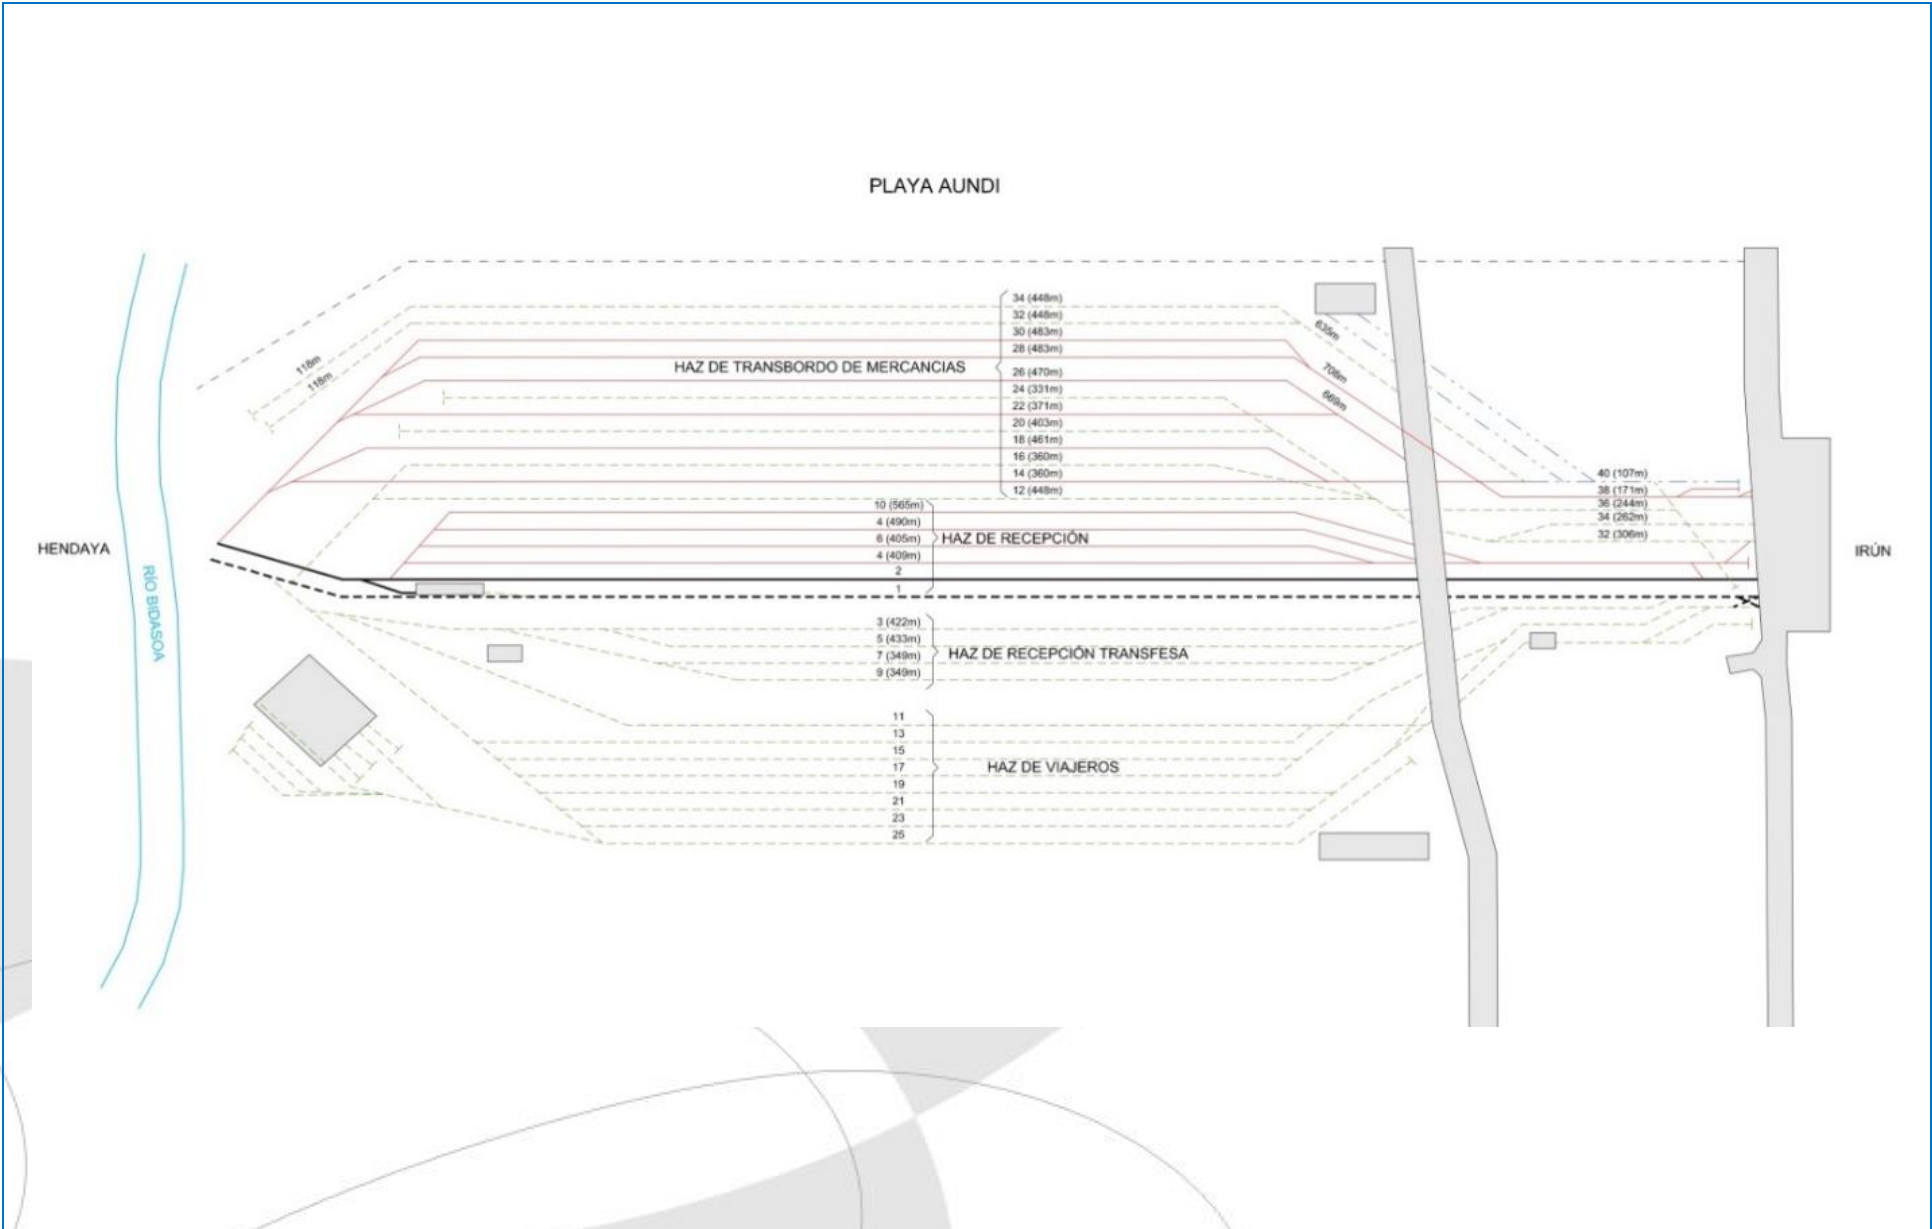 PLAYA AUNDI
34 (448m)
32 (448m)
30 (483m)
28 (483m)
26 (470m)
24 (331m)
22 (371m)
20 (403m)
18 (461m)
16 (360m)
14 (360m)
12 (448m)
HAZ DE TRANSBORDO DE MERCANCIAS
118m
118m
635m
706m
669m
40 (107m)
38 (171m)
36 (244m)
34 (262m)
32 (306m)
10 (565m)
4 (490m)
6 (405m)
4 (409m)
2
1
HAZ DE RECEPCIÓN
HENDAYA
RÍO BIDASOA
IRÚN
3 (422m)
5 (433m)
7 (349m)
9 (349m)
HAZ DE RECEPCIÓN TRANSFESA
11
13
15
17
19
21
23
25
HAZ DE VIAJEROS